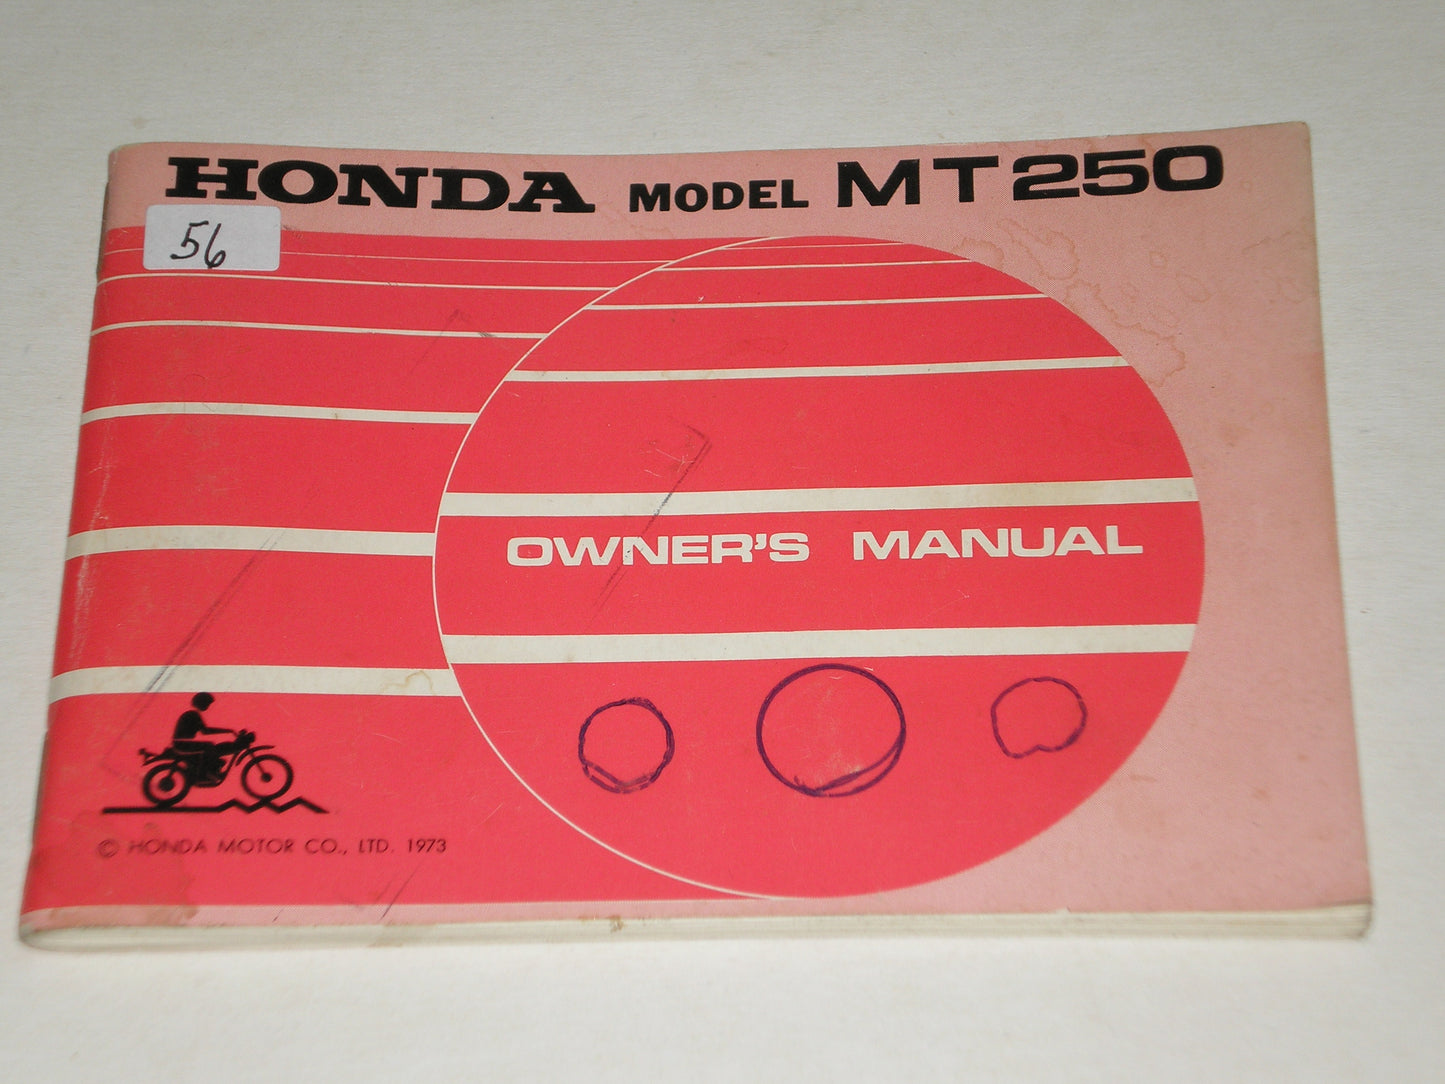 HONDA MODEL MT250
56
OWNER'S MANUAL
© HONDA MOTOR CO., LTD. 1973